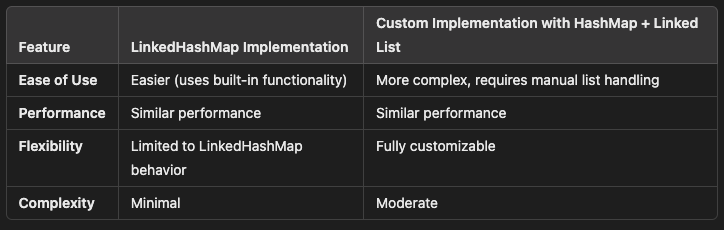 Feature LinkedHashMap Implementation Custom Implementation with HashMap + Linked
List
Ease of Use Easier (uses built-in functionality) More complex, requires manual list handling
Performance Similar performance Similar performance
Flexibility Limited to LinkedHashMap Fully customizable
behavior
Complexity Minimal Moderate